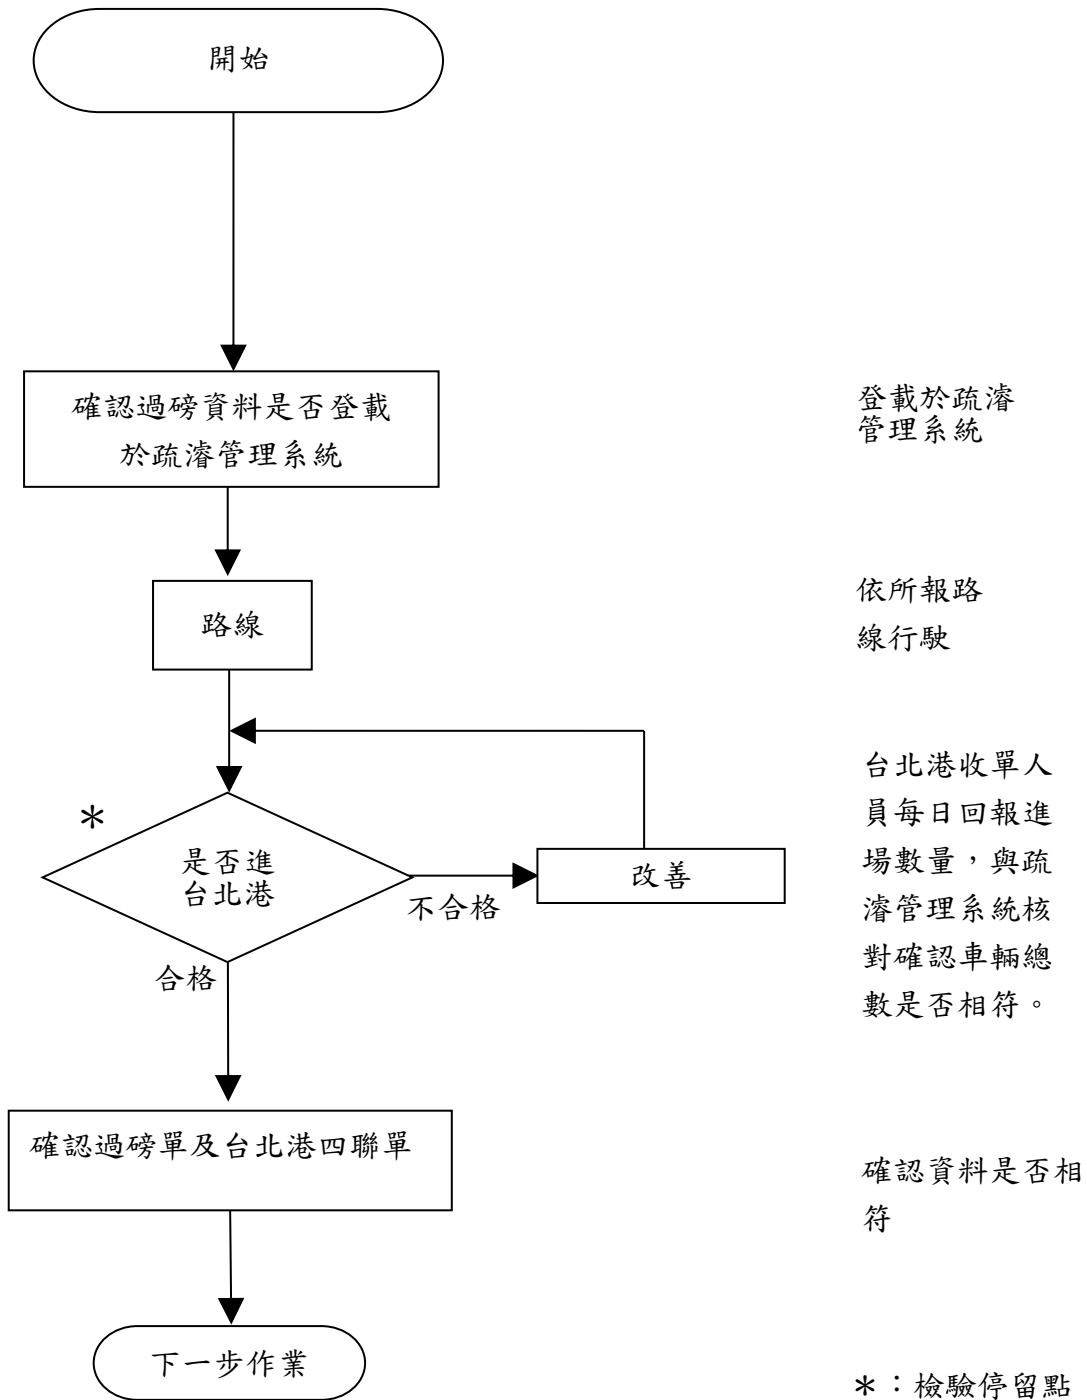 開始
確認過磅資料是否登載
於疏濬管理系統
登載於疏濬
管理系統
路線
依所報路
線行駛
*
是否進
台北港
不合格
改善
合格
台北港收單人
員每日回報進
場數量，與疏
濬管理系統核
對確認車輛總
數是否相符。
確認過磅單及台北港四聯單
確認資料是否相
符
下一步作業
*：檢驗停留點